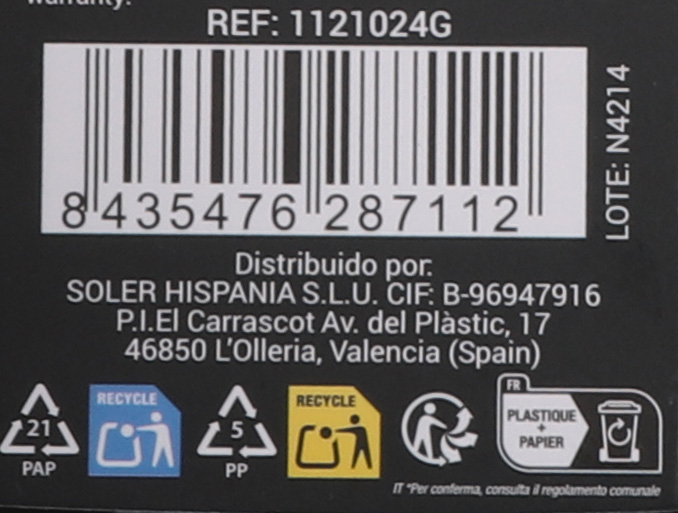 warranty.
REF: 1121024G
8 435476 287112
LOTE: N4214
Distribuido por:
SOLER HISPANIA S.L.U. CIF: B-96947916
P.I.El Carrascot Av. del Plàstic, 17
46850 L'Olleria, Valencia (Spain)
RECYCLE
RECYCLE
FR
21
5
PLASTIQUE
+
PAPIER
PAP
PP
IT "Per conferma, consulta il regolamento comunale